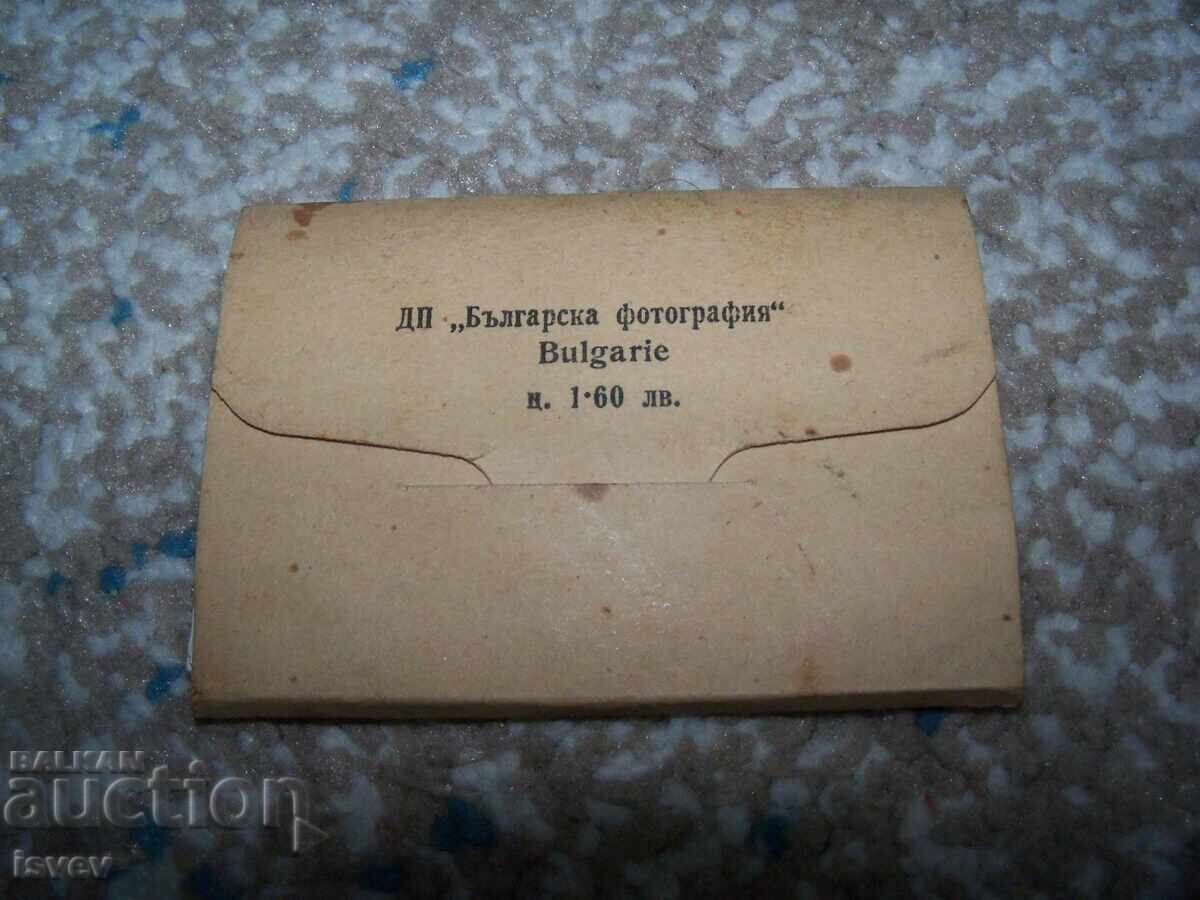 ДП „Българска фотография“
Bulgarie
ц. 1·60 лв.
BALKAN
auction
isvev